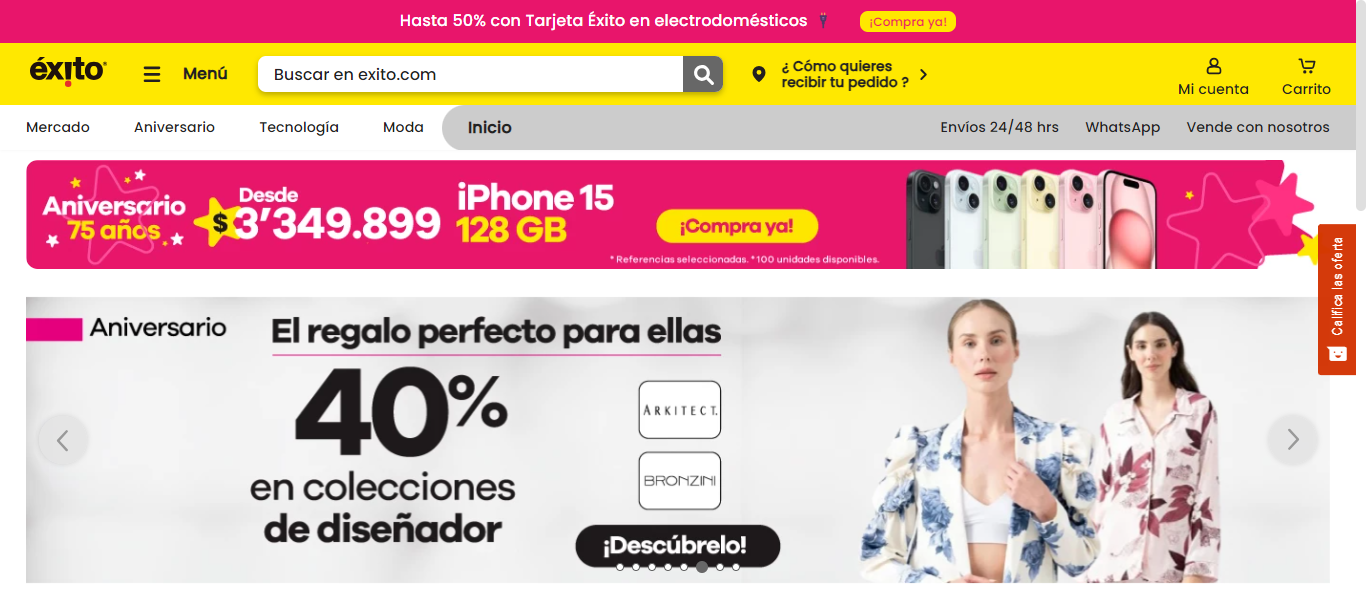 Hasta 50% con Tarjeta Éxito en electrodomésticos
¡Compra ya!
éxito
Menú
Buscar en exito.com
¿ Cómo quieres
recibir tu pedido ?
Mi cuenta
Carrito
Mercado
Aniversario
Tecnología
Moda
Inicio
Envíos 24/48 hrs
WhatsApp
Vende con nosotros
Aniversario
75 años
Desde
$3'349.899
iPhone 15
128 GB
¡Compra ya!
* Referencias seleccionadas. *100 unidades disponibles.
Califica las oferta
Aniversario
El regalo perfecto para ellas
40%
en colecciones
de diseñador
ARKITECT.
BRONZINI
¡Descúbrelo!